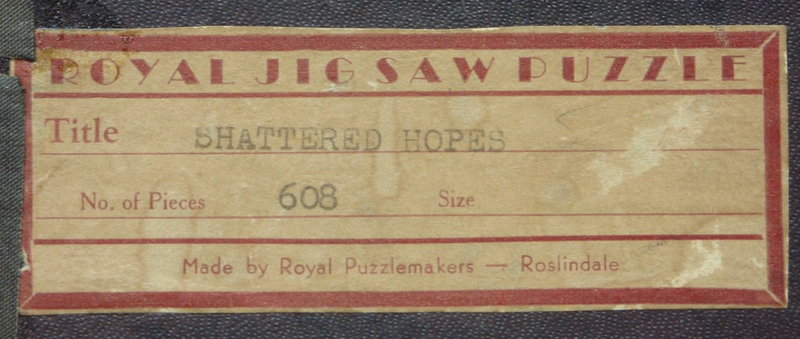 ROYAL JIG SAW PUZZLE
Title SHATTERED HOPES
No. of Pieces 608 Size
Made by Royal Puzzlemakers — Roslindale